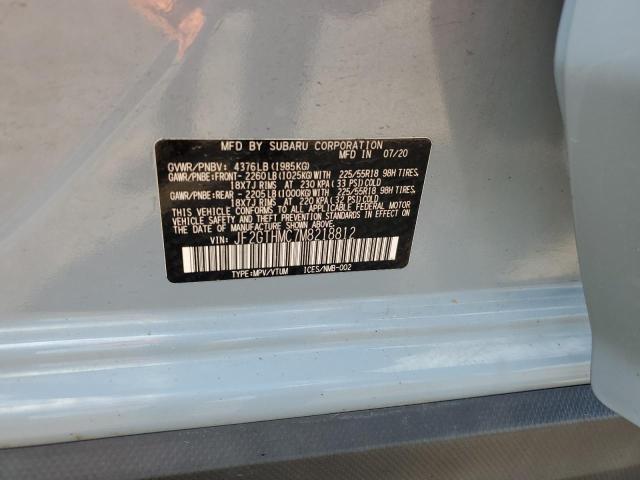 MFD BY SUBARU CORPORATION
GVWR/PNBV: 4376LB(1985KG) MFD IN 07/20
GAWR/PNBE:FRONT- 2260LB(1025KG)WITH 225/55R18 98H TIRES,
18X7J RIMS AT 230 KPA(33 PSI)COLD
GAWR/PNBE:REAR - 2205LB(1000KG)WITH 225/55R18 98H TIRES,
18X7J RIMS AT 220 KPA(32 PSI)COLD
THIS VEHICLE CONFORMS TO ALL APPLICABLE FEDERAL MOTOR
VEHICLE SAFETY STANDARDS IN EFFECT ON THE
DATE OF MANUFACTURE SHOWN ABOVE.
VIN: JF2GTHMC7M8218812
TYPE:MPV/VTUM ICES/NMB-002